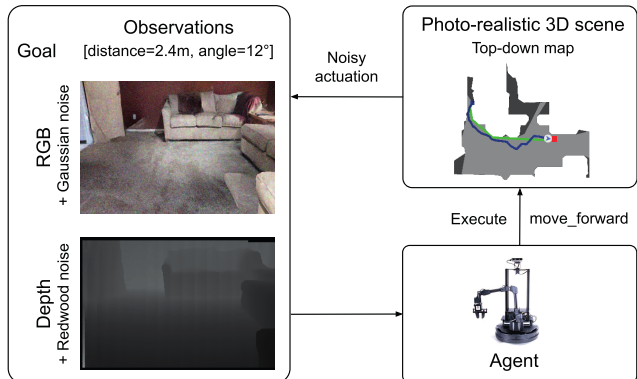 Observations
Goal
[distance=2.4m, angle=12°]
RGB
+ Gaussian noise
Depth
+ Redwood noise
Noisy
actuation
Photo-realistic 3D scene
Top-down map
Execute
move_forward
Agent